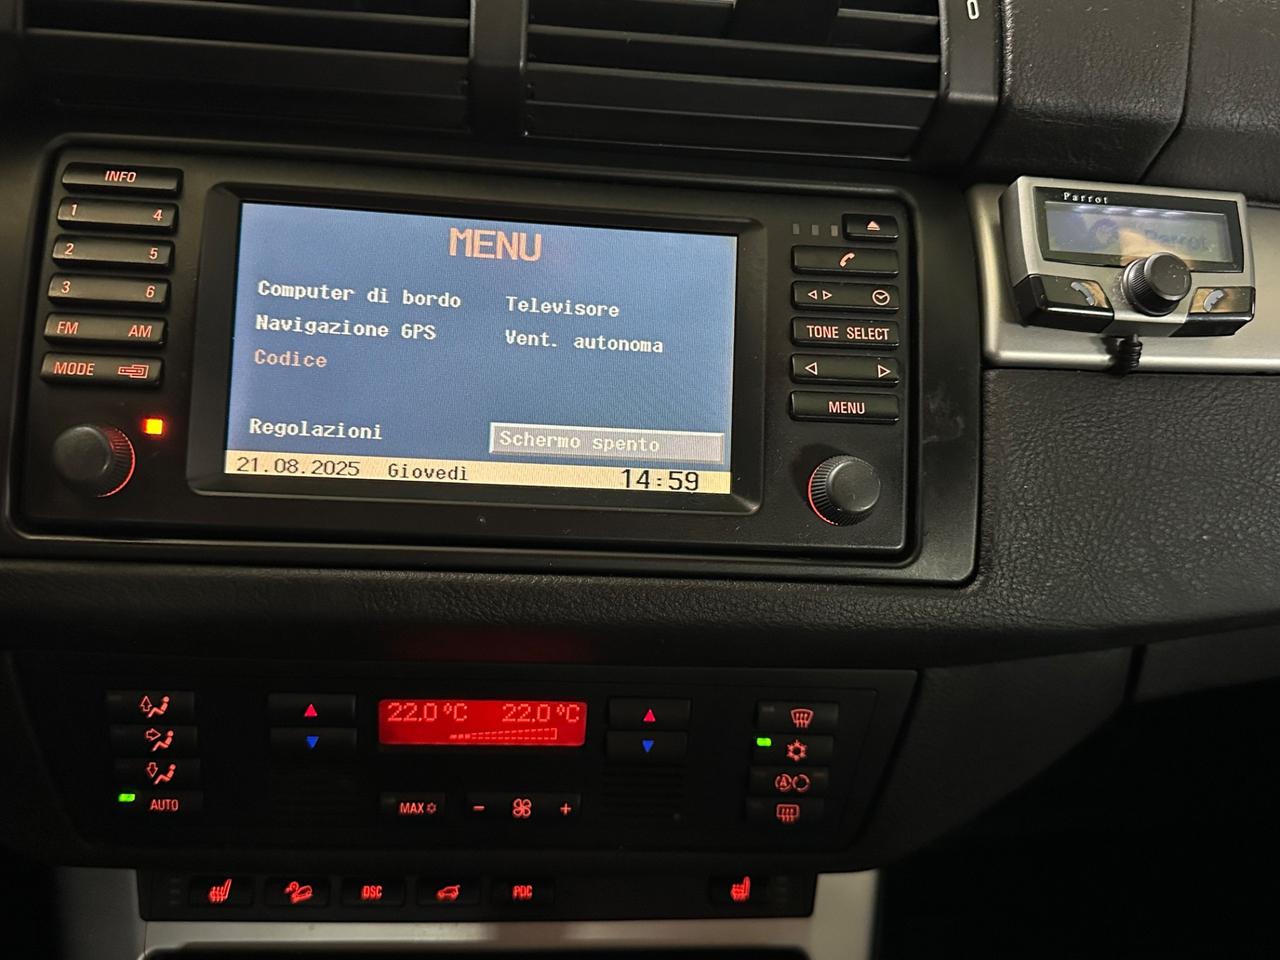 INFO
1 4
2 5
3 6
FM AM
MODE
MENU
Computer di bordo
Televisore
Navigazione GPS
Vent. autonoma
Codice
Regolazioni
Schermo spento
21.08.2025 Giovedì 14:59
TONE SELECT
MENU
Parrot
Parrot
22.0°C 22.0°C
AUTO
MAX
- +
A
DSC
PDC